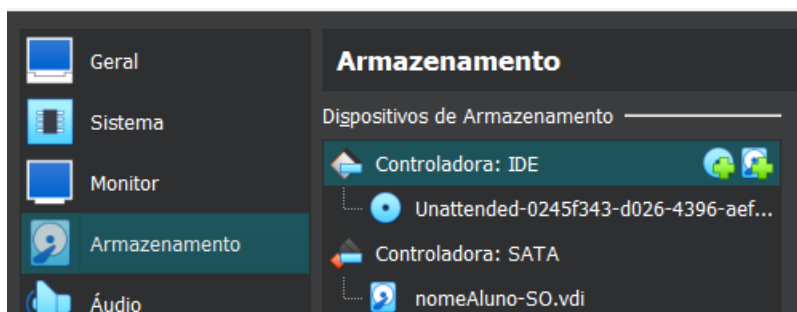 Geral
Sistema
Monitor
Armazenamento
Áudio
Armazenamento
Dispositivos de Armazenamento
Controladora: IDE
Unattended-0245f343-d026-4396-aef...
Controladora: SATA
nomeAluno-SO.vdi